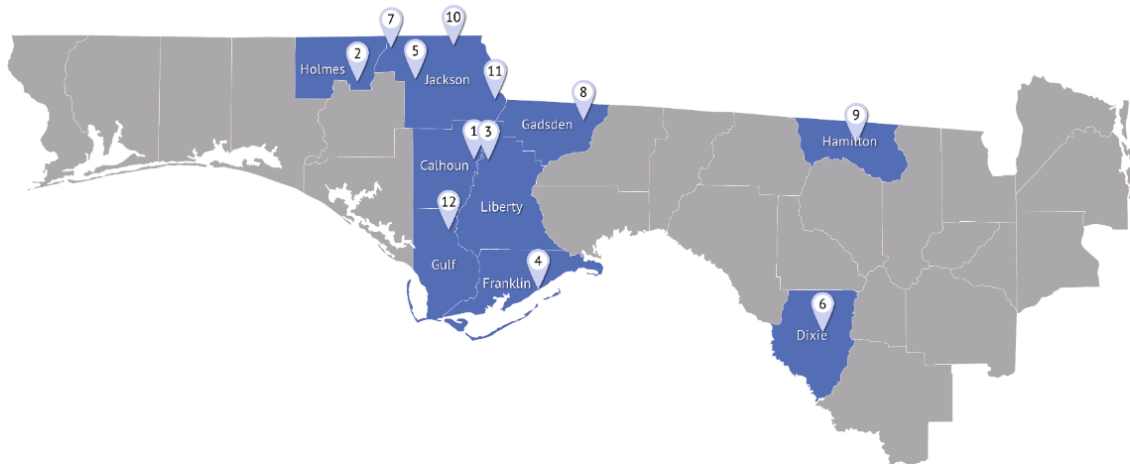 10
7
2
5
Holmes
Jackson
11
8
9
Gadsden
1
3
Hamilton
Calhoun
12
Liberty
Gulf
4
Franklin
6
Dixie